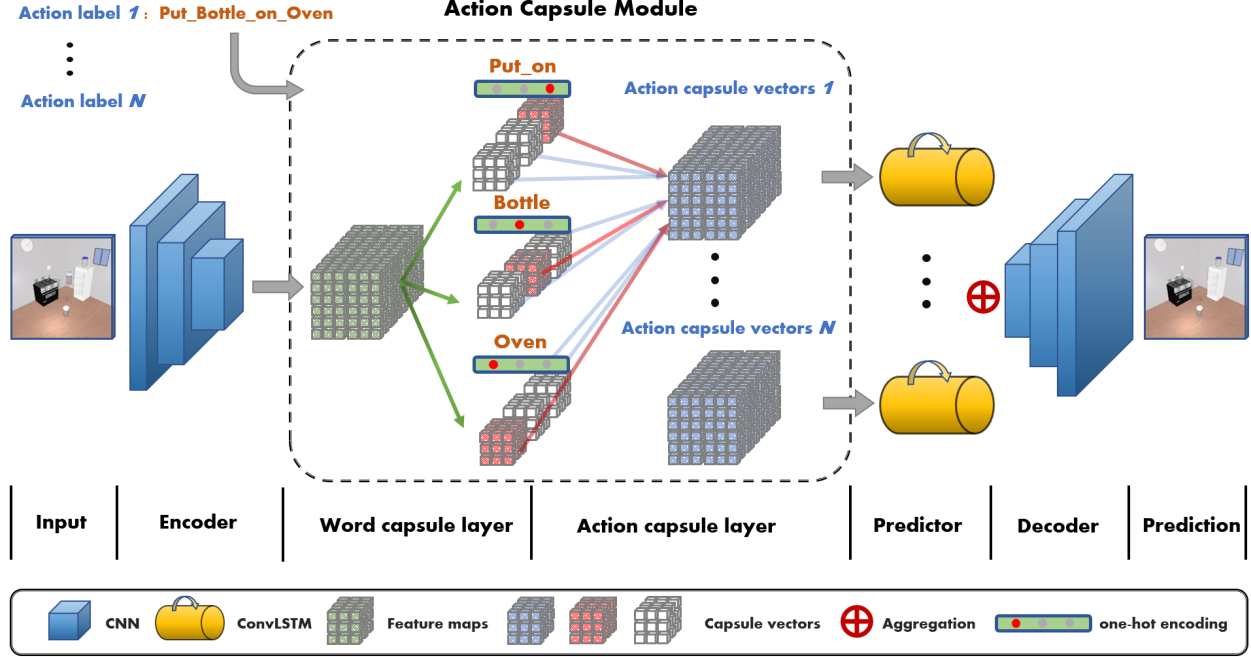 Action Capsule Module
Action label 1 : Put_Bottle_on_Oven
Action label N
Put_on
Action capsule vectors 1
Bottle
Action capsule vectors N
Oven
Input
Encoder
Word capsule layer
Action capsule layer
Predictor
Decoder
Prediction
CNN
ConvLSTM
Feature maps
Capsule vectors
Aggregation
one-hot encoding